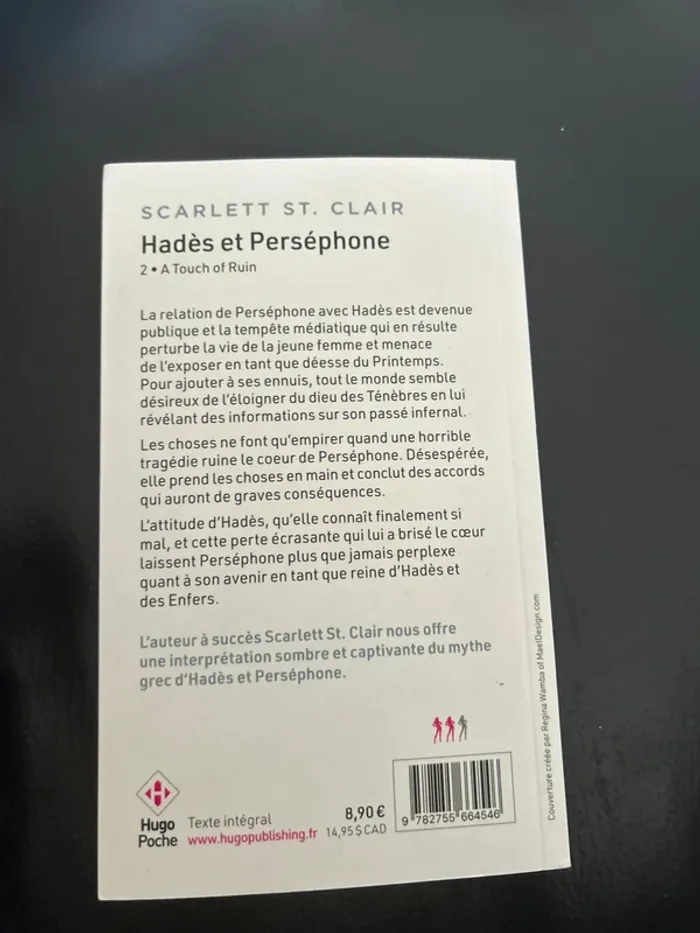 SCARLETT ST. CLAIR
Hadès et Perséphone
2 • A Touch of Ruin
La relation de Perséphone avec Hadès est devenue
publique et la tempête médiatique qui en résulte
perturbe la vie de la jeune femme et menace
de l'exposer en tant que déesse du Printemps.
Pour ajouter à ses ennuis, tout le monde semble
désireux de l'éloigner du dieu des Ténèbres en lui
révélant des informations sur son passé infernal.
Les choses ne font qu'empirer quand une horrible
tragédie ruine le coeur de Perséphone. Désespérée,
elle prend les choses en main et conclut des accords
qui auront de graves conséquences.
L'attitude d'Hadès, qu'elle connaît finalement si
mal, et cette perte écrasante qui lui a brisé le cœur
laissent Perséphone plus que jamais perplexe
quant à son avenir en tant que reine d'Hadès et
des Enfers.
L'auteur à succès Scarlett St. Clair nous offre
une interprétation sombre et captivante du mythe
grec d'Hadès et Perséphone.
Couverture créée par Regina Wamba of MaelDesign.com
H
Hugo
Poche
Texte intégral
www.hugopublishing.fr
8,90 €
14,95 $ CAD
9 782755 664546